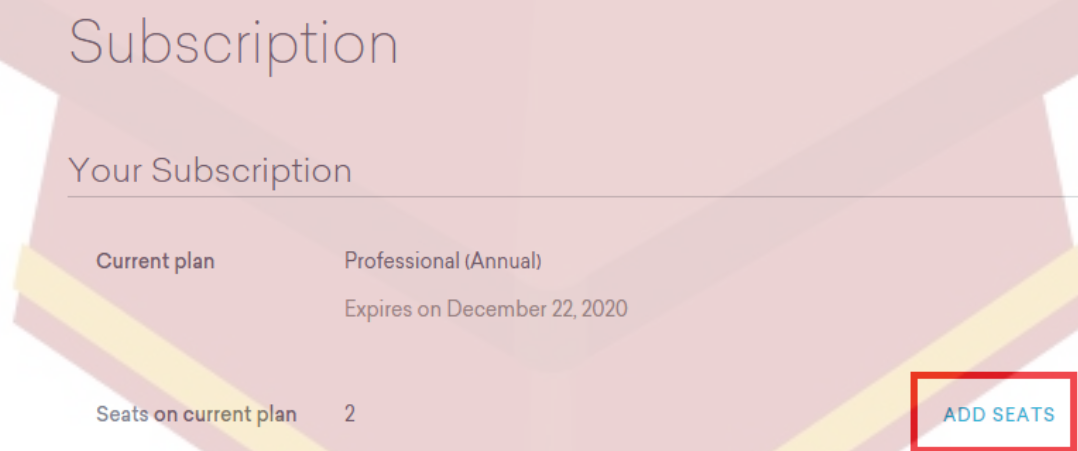 Subscription
Your Subscription
Current plan Professional (Annual)
Expires on December 22, 2020
Seats on current plan 2 ADD SEATS